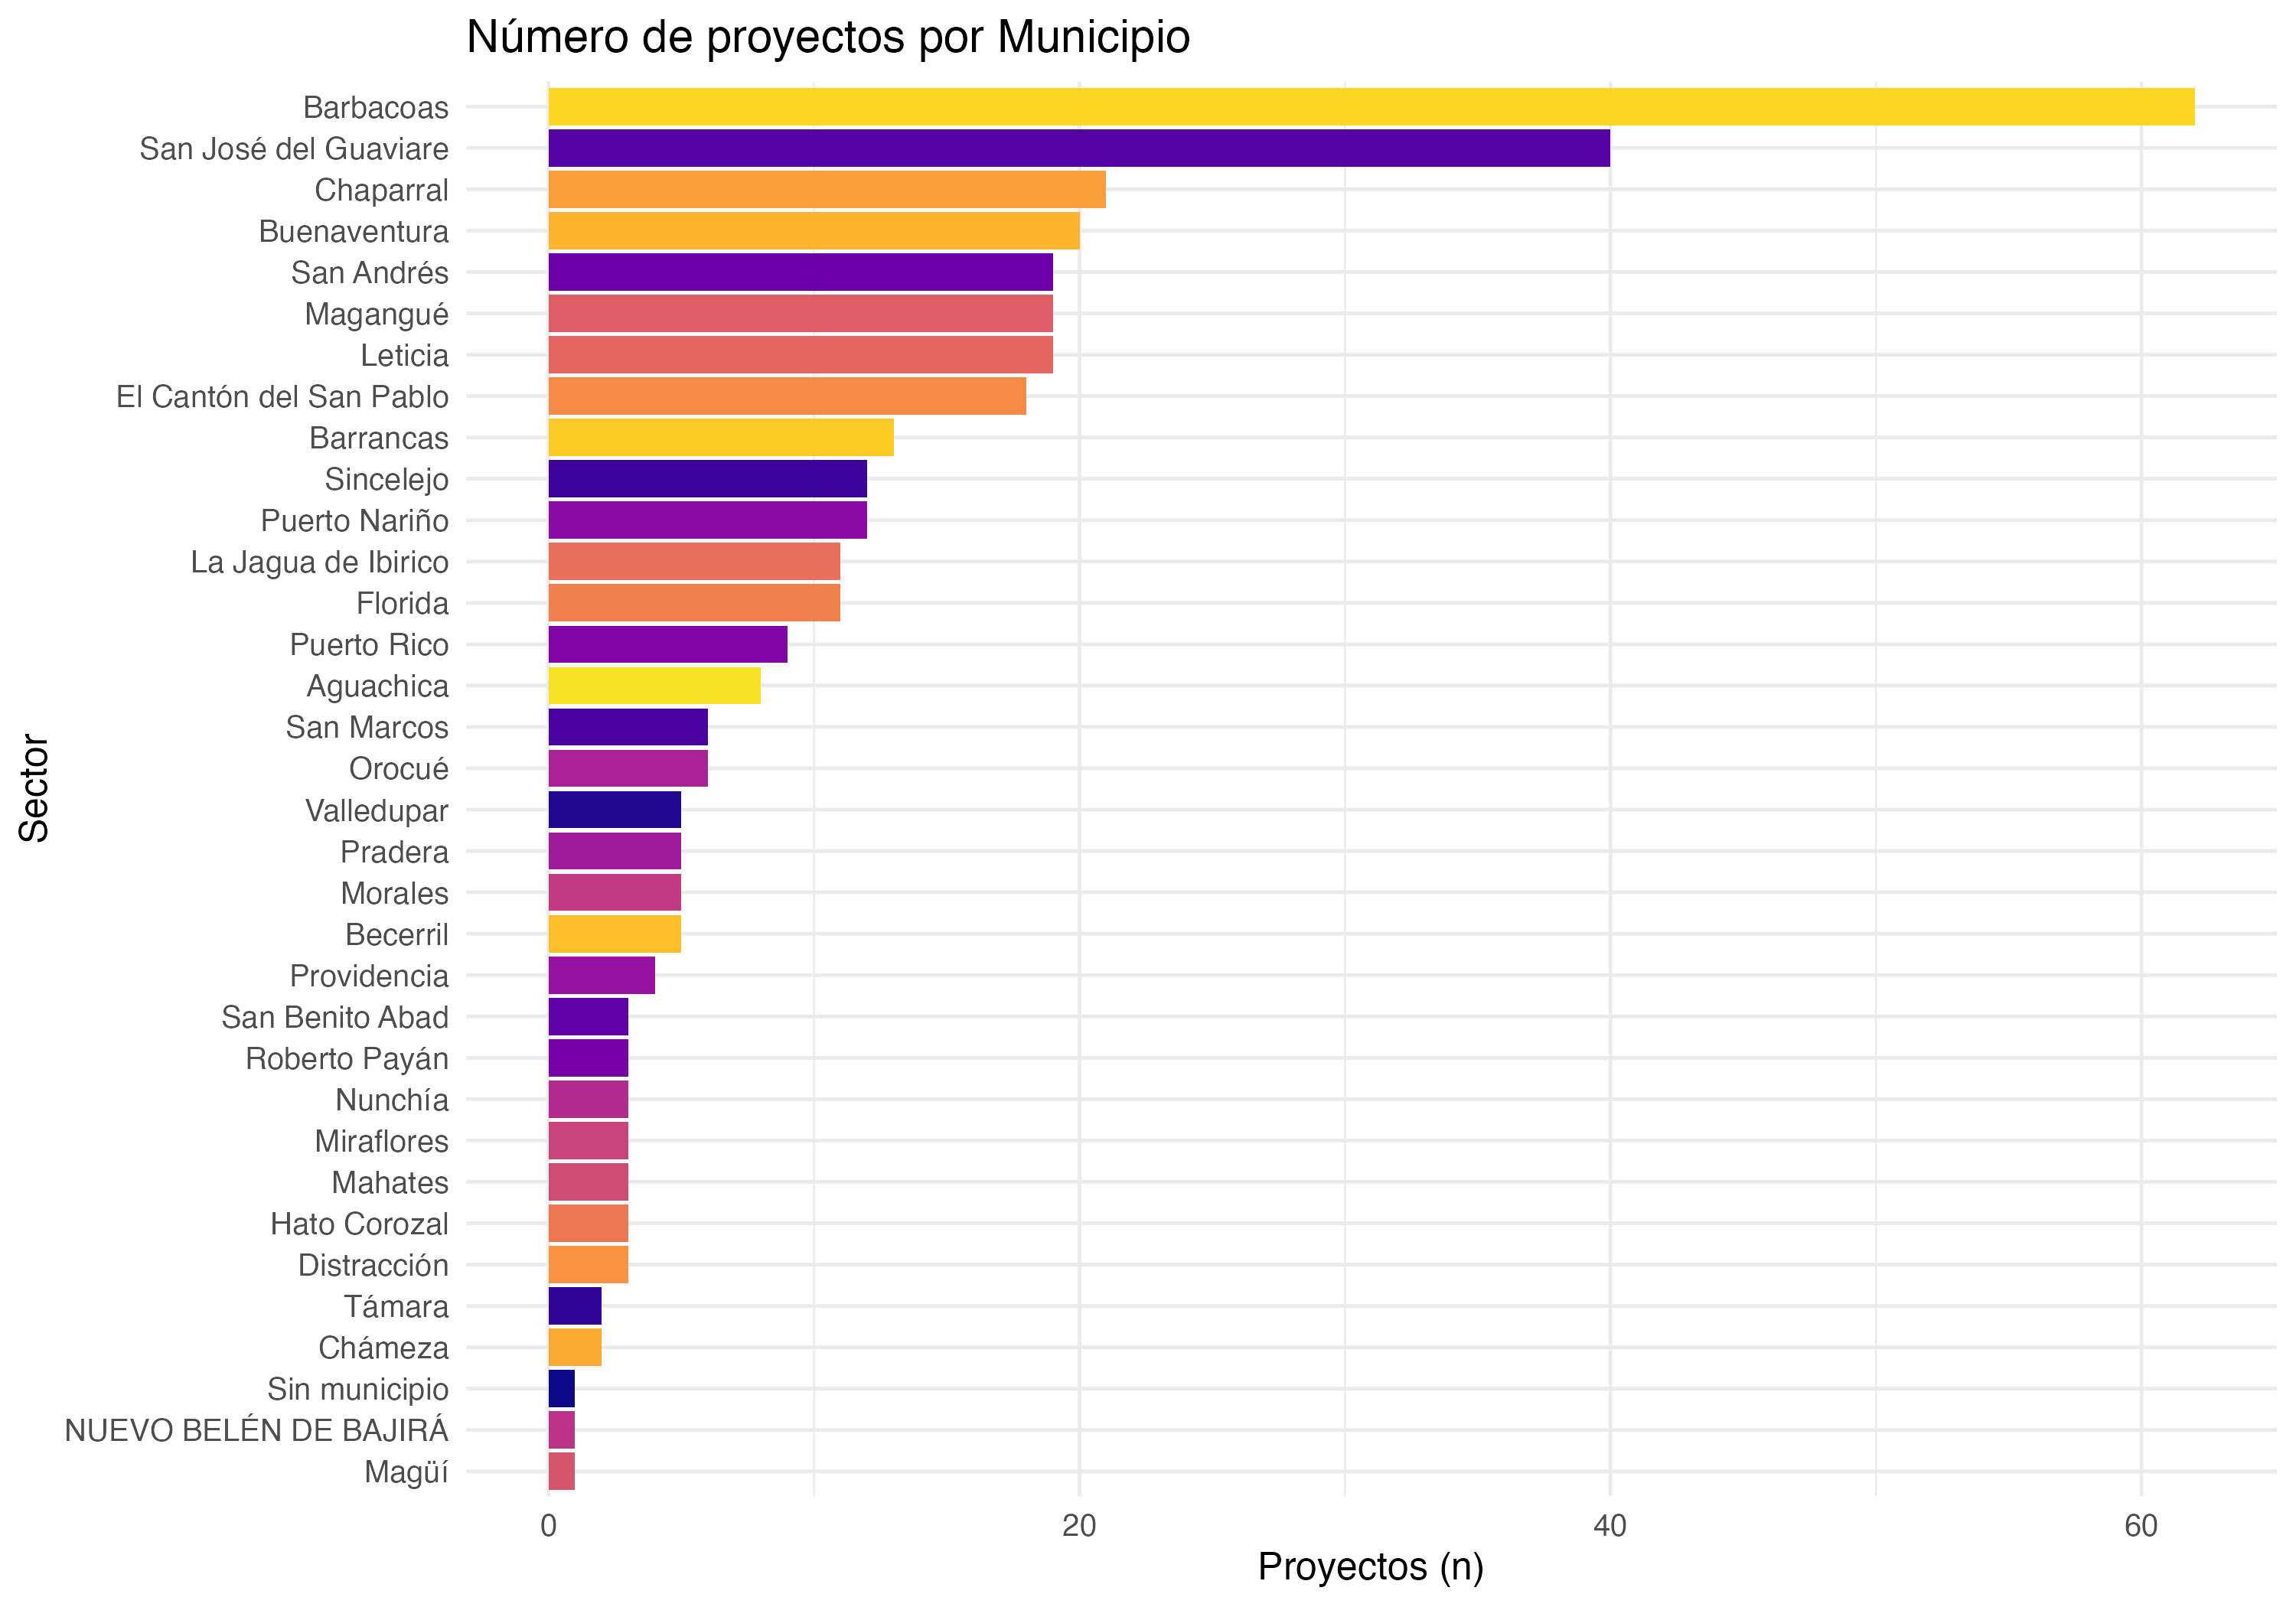 Número de proyectos por Municipio
Barbacoas
San José del Guaviare
Chaparral
Buenaventura
San Andrés
Magangué
Leticia
El Cantón del San Pablo
Barrancas
Sincelejo
Puerto Nariño
La Jagua de Ibirico
Florida
Puerto Rico
Aguachica
San Marcos
Orocué
Valledupar
Pradera
Morales
Becerril
Providencia
San Benito Abad
Roberto Payán
Nunchía
Miraflores
Mahates
Hato Corozal
Distracción
Támara
Chámeza
Sin municipio
NUEVO BELÉN DE BAJIRÁ
Magüí
Sector
0 20 40 60
Proyectos (n)